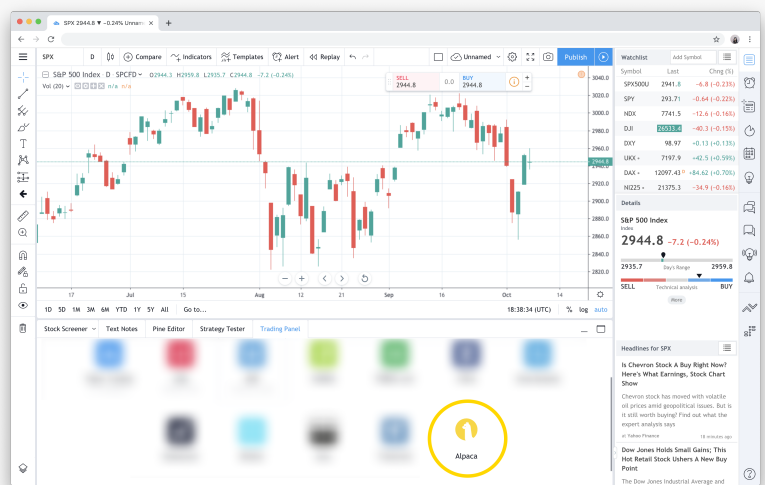 SPX 2944.8 ▼ −0.24% Unnam
SPX D Compare Indicators Templates Alert Replay Unnamed Publish
S&P 500 Index D SPCFD O2944.3 H2959.8 L2935.7 C2944.8 −7.2 (−0.24%)
Vol (20) n/a n/a
SELL 2944.8 0.0 BUY 2944.8
3040.0
3020.0
3000.0
2980.0
2960.0
2944.8
2920.0
2900.0
2880.0
2860.0
2840.0
2820.0
17 Jul 15 Aug 12 21 Sep 16 Oct 14
1D 5D 1M 3M 6M YTD 1Y 5Y All Go to... 18:38:34 (UTC) % log auto
Stock Screener Text Notes Pine Editor Strategy Tester Trading Panel
Alpaca
Watchlist Add Symbol
Symbol Last Chng (%)
SPX500U 2941.8 −6.8 (−0.23%)
SPY 293.71 −0.64 (−0.22%)
NDX 7741.5 −12.6 (−0.16%)
DJI 26533.4 −40.3 (−0.15%)
DXY 98.97 +0.13 (+0.13%)
UKX 7197.9 +42.5 (+0.59%)
DAX 12097.43 +84.62 (+0.70%)
NI225 21375.3 −34.9 (−0.16%)
Details
S&P 500 Index
Index
2944.8 −7.2 (−0.24%)
2935.7 Day's Range 2959.8
SELL Technical analysis BUY
More
Headlines for SPX
Is Chevron Stock A Buy Right Now?
Here's What Earnings, Stock Chart
Show
Chevron stock has moved with volatile
oil prices amid geopolitical issues. But is
it still worth buying? Find out what the
expert analysis says
at Yahoo Finance 18 minutes ago
Dow Jones Holds Small Gains; This
Hot Retail Stock Ushers A New Buy
Point
The Dow Jones Industrial Average and